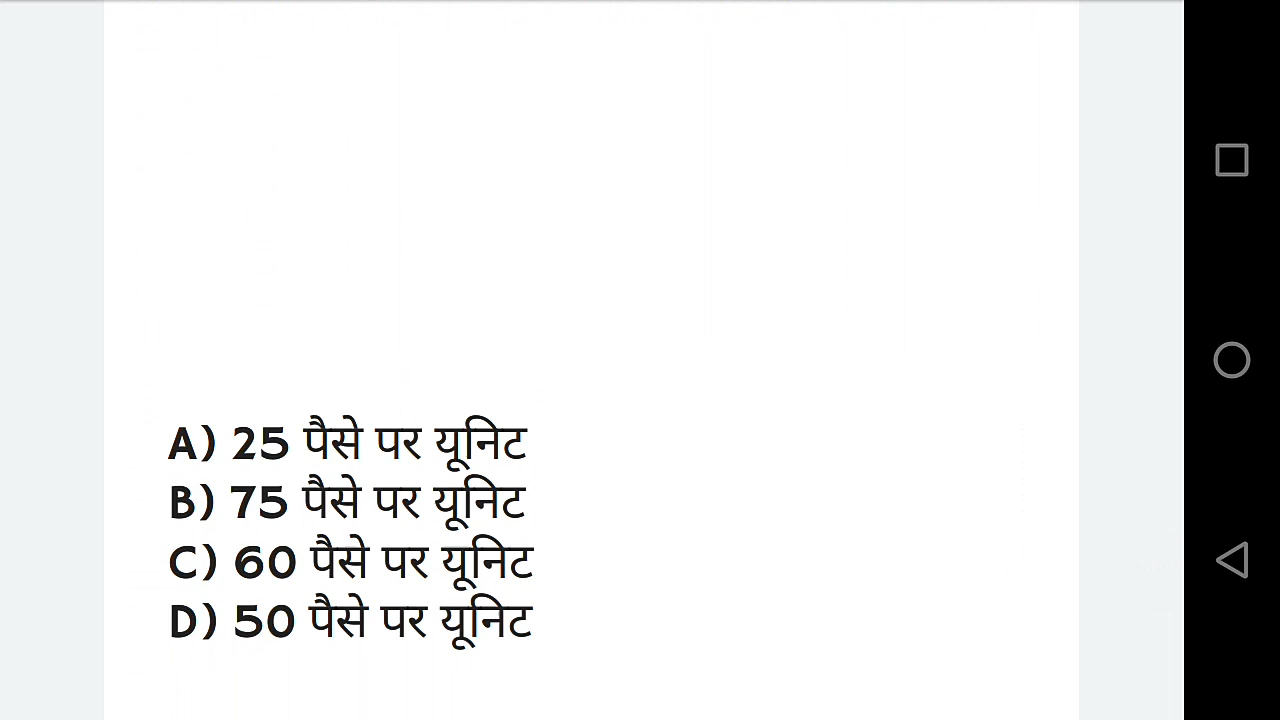 A) 25 पैसे पर यूनिट
B) 75 पैसे पर यूनिट
C) 60 पैसे पर यूनिट
D) 50 पैसे पर यूनिट